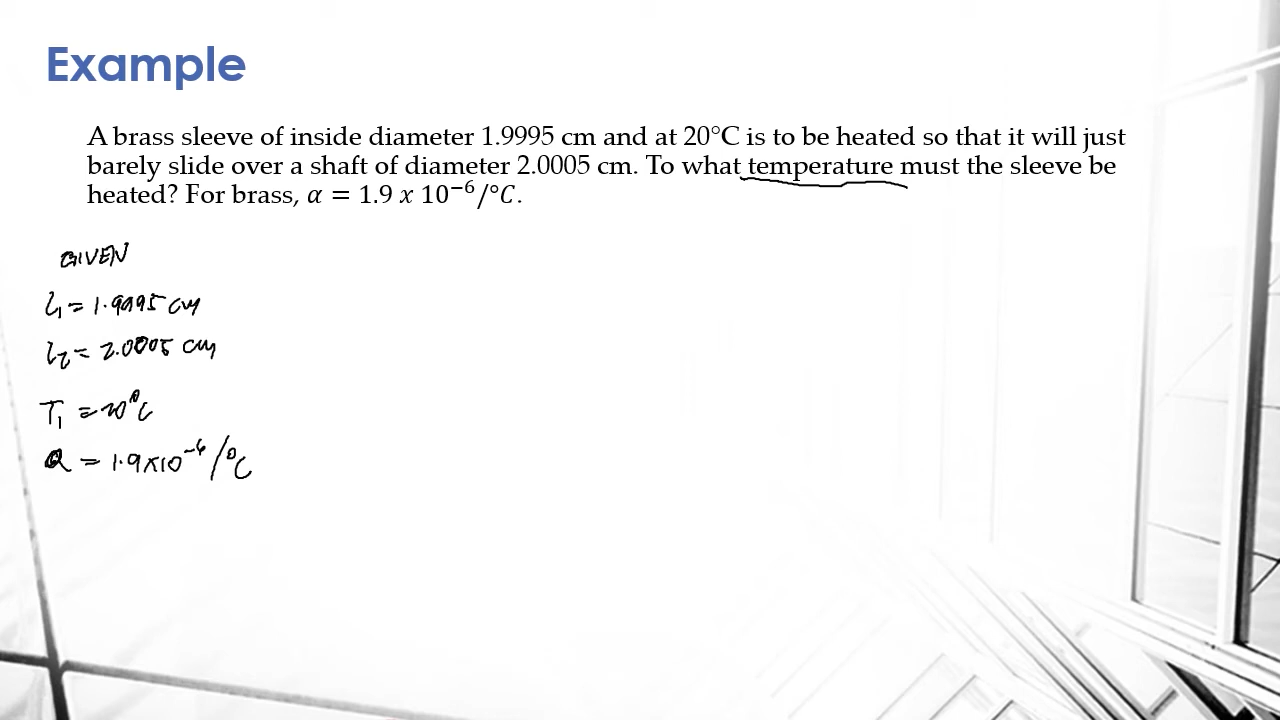 Example
A brass sleeve of inside diameter 1.9995 cm and at 20°C is to be heated so that it will just
barely slide over a shaft of diameter 2.0005 cm. To what temperature must the sleeve be
heated? For brass, α = 1.9 x 10⁻⁶/°C.
GIVEN
L₁ = 1.9995 cm
L₂ = 2.0005 cm
T₁ = 20°C
α = 1.9x10⁻⁶/°C